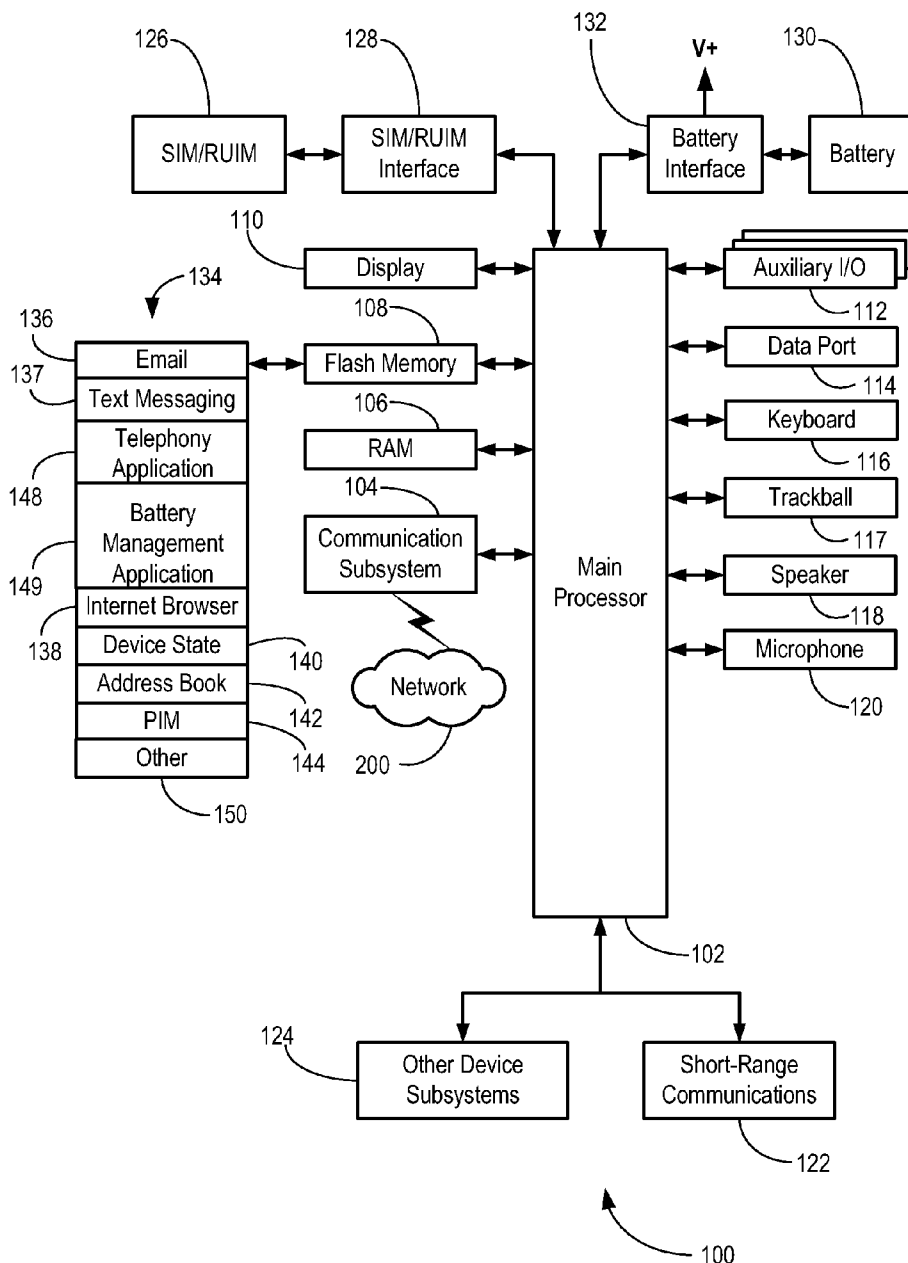 126
128
132
V+
130
SIM/RUIM
SIM/RUIM
Interface
Battery
Interface
Battery
110
Display
Auxiliary I/O
112
134
136
Email
108
Flash Memory
Data Port
114
137
Text Messaging
106
RAM
Keyboard
116
Telephony
Application
148
104
Communication
Subsystem
Trackball
117
Battery
Management
Application
149
Main
Processor
Speaker
118
Internet Browser
138
Device State
140
Microphone
120
Address Book
142
Network
200
PIM
144
Other
150
102
124
Other Device
Subsystems
Short-Range
Communications
122
100